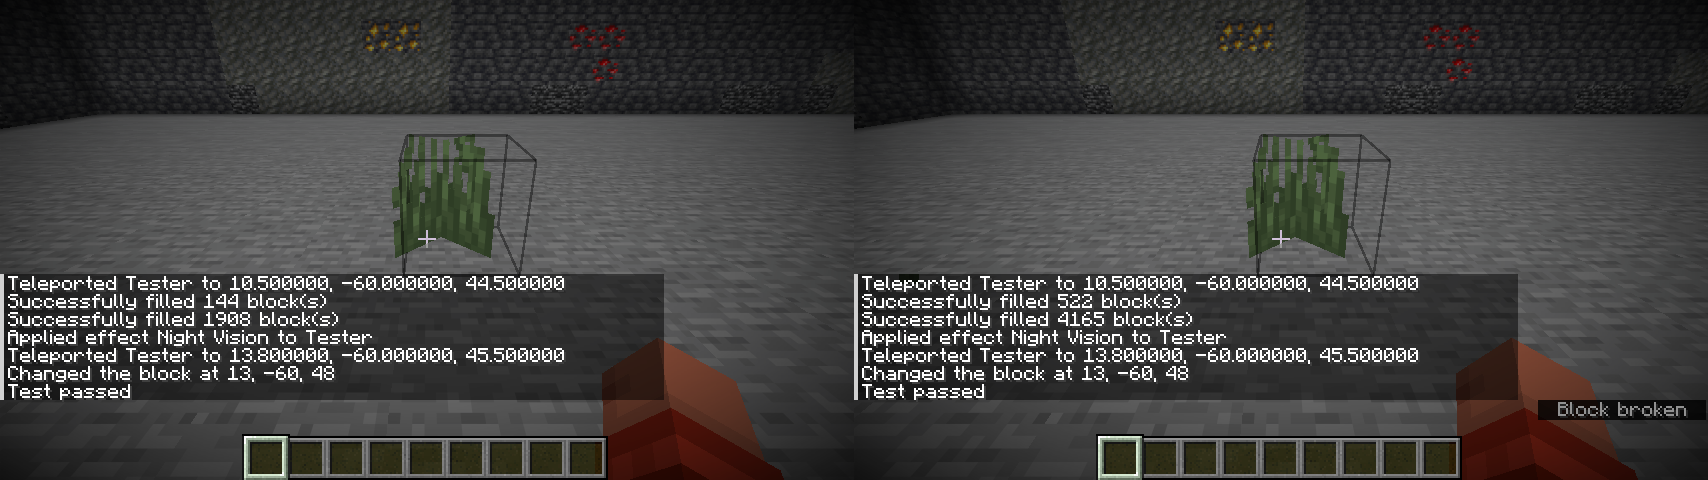 Teleported Tester to 10.500000, -60.000000, 44.500000
Successfully filled 144 block(s)
Successfully filled 1908 block(s)
Applied effect Night Vision to Tester
Teleported Tester to 13.800000, -60.000000, 45.500000
Changed the block at 13, -60, 48
Test passed
Teleported Tester to 10.500000, -60.000000, 44.500000
Successfully filled 522 block(s)
Successfully filled 4165 block(s)
Applied effect Night Vision to Tester
Teleported Tester to 13.800000, -60.000000, 45.500000
Changed the block at 13, -60, 48
Test passed
Block broken